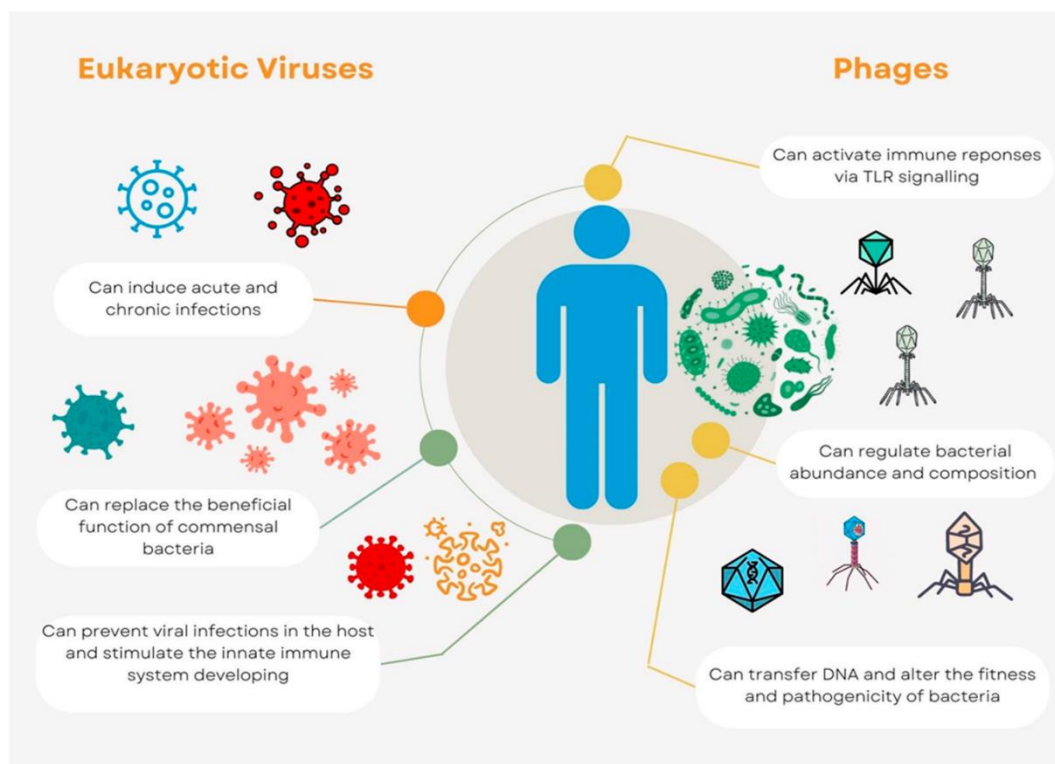 Eukaryotic Viruses
Can induce acute and
chronic infections
Can replace the beneficial
function of commensal
bacteria
Can prevent viral infections in the host
and stimulate the innate immune
system developing
Phages
Can activate immune reponses
via TLR signalling
Can regulate bacterial
abundance and composition
Can transfer DNA and alter the fitness
and pathogenicity of bacteria